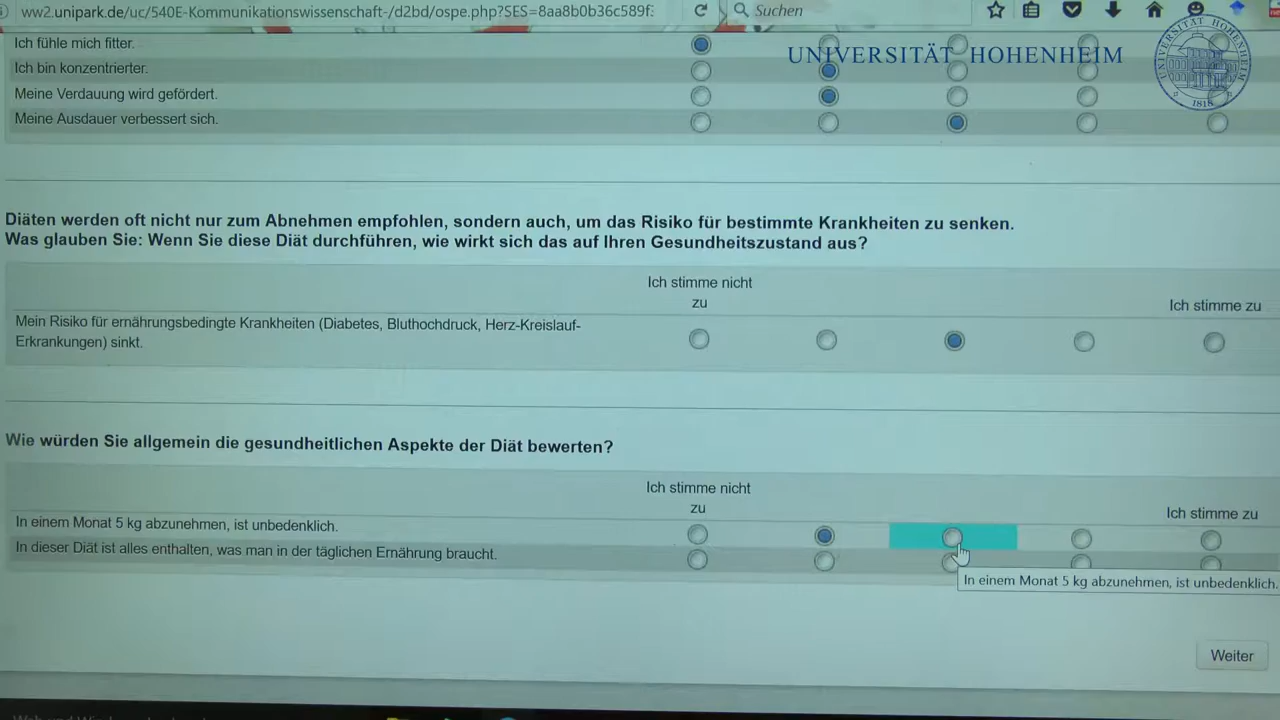 ww2.unipark.de/uc/540E-Kommunikationswissenschaft-/d2bd/ospe.php?SES=8aa8b0b36c589f
Suchen
Ich fühle mich fitter.
UNIVERSITÄT HOHENHEIM
UNIVERSITÄT HOHENHEIM
1818
Ich bin konzentrierter.
Meine Verdauung wird gefördert.
Meine Ausdauer verbessert sich.
Diäten werden oft nicht nur zum Abnehmen empfohlen, sondern auch, um das Risiko für bestimmte Krankheiten zu senken.
Was glauben Sie: Wenn Sie diese Diät durchführen, wie wirkt sich das auf Ihren Gesundheitszustand aus?
Ich stimme nicht
zu
Ich stimme zu
Mein Risiko für ernährungsbedingte Krankheiten (Diabetes, Bluthochdruck, Herz-Kreislauf-
Erkrankungen) sinkt.
Wie würden Sie allgemein die gesundheitlichen Aspekte der Diät bewerten?
Ich stimme nicht
zu
Ich stimme zu
In einem Monat 5 kg abzunehmen, ist unbedenklich.
In dieser Diät ist alles enthalten, was man in der täglichen Ernährung braucht.
In einem Monat 5 kg abzunehmen, ist unbedenklich.
Weiter